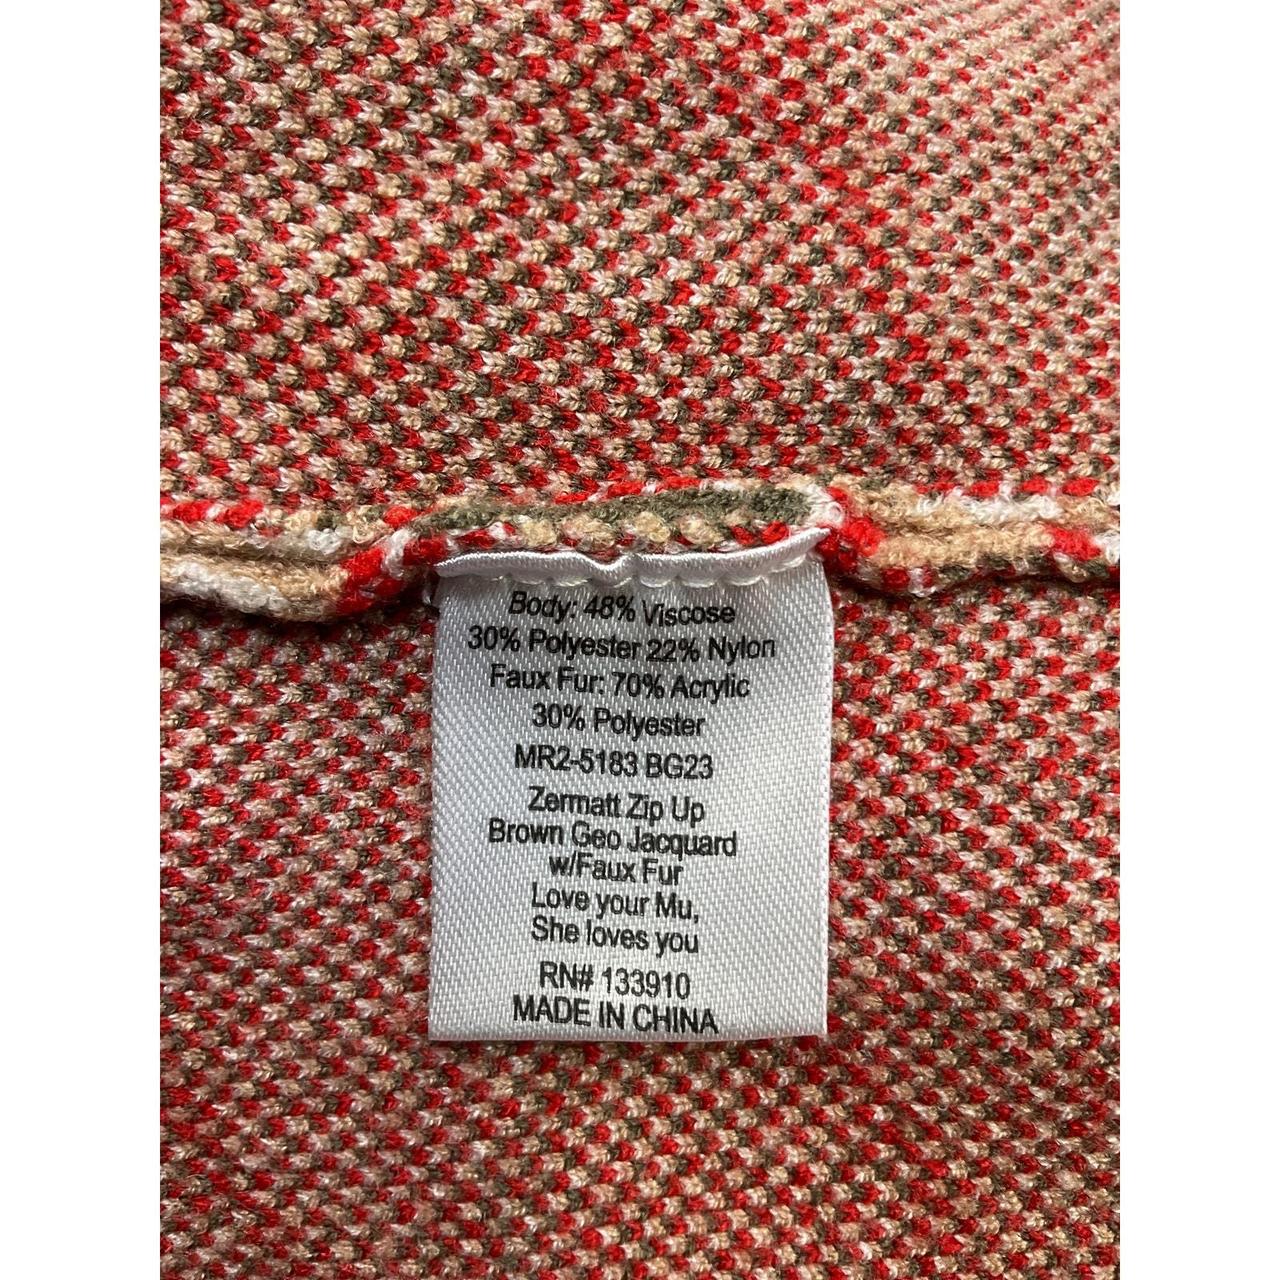 Body: 48% Viscose
30% Polyester 22% Nylon
Faux Fur: 70% Acrylic
30% Polyester
MR2-5183 BG23
Zermatt Zip Up
Brown Geo Jacquard
w/Faux Fur
Love your Mu,
She loves you
RN# 133910
MADE IN CHINA